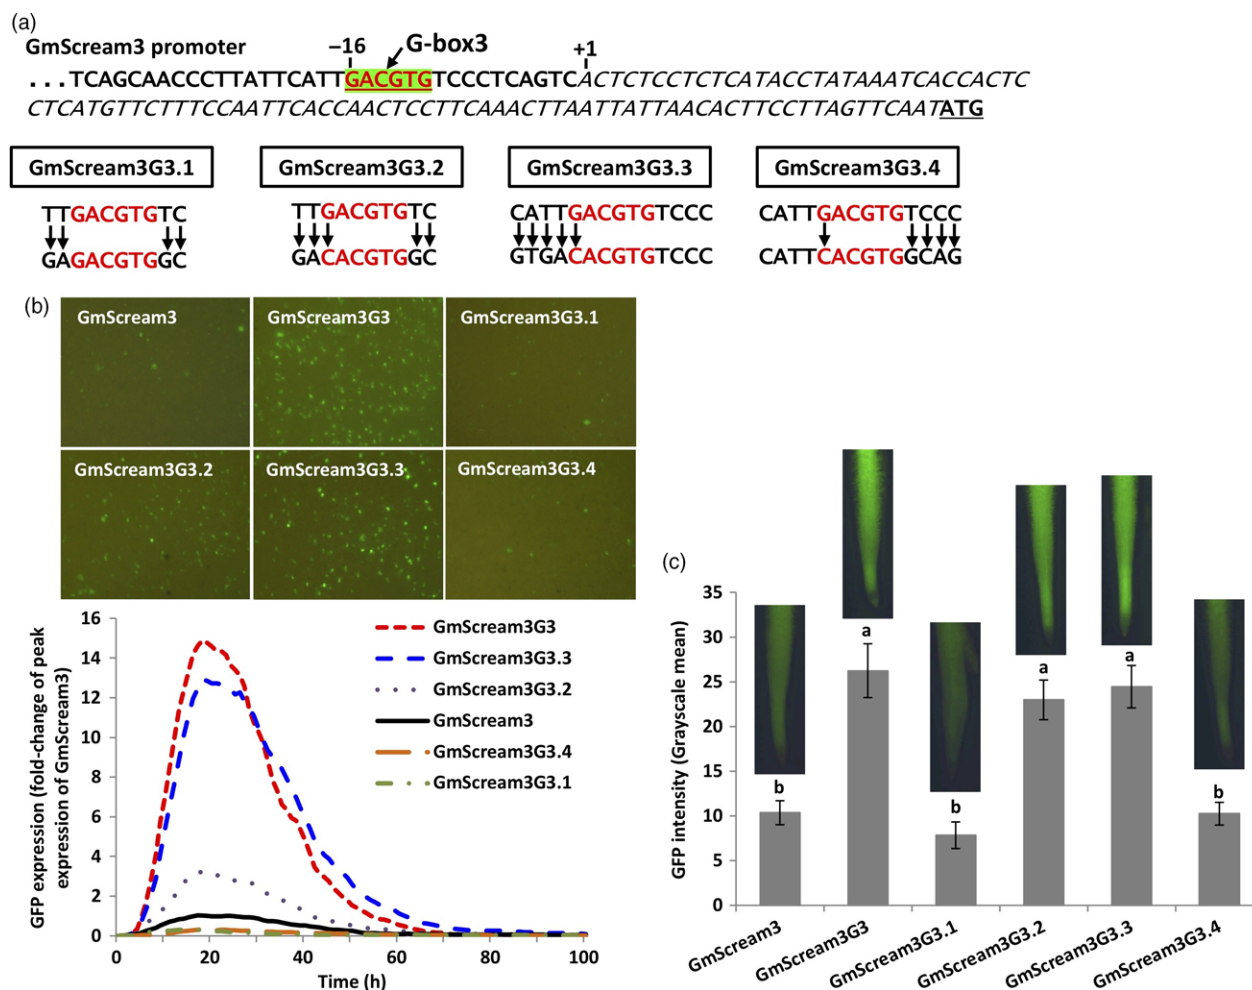 (a)
GmScream3 promoter
–16
G-box3
+1
...TCAGCAACCCTTATTCATTGACGTGTCCCTCAGTCACTCTCCTCTCATACCTATAAATCACCACTC
CTCATGTTCTTTCCAATTCACCAACTCCTTCAAACTTAATTATTAACACTTCCTTAGTTCAATATG
GmScream3G3.1
GmScream3G3.2
GmScream3G3.3
GmScream3G3.4
TTGACGTGTC
TTGACGTGTC
CATTGACGTGTCCC
CATTGACGTGTCCC
GAGACGTGGC
GACACGTGGC
GTGACACGTGTCCC
CATTCACGTGGCAG
(b)
GmScream3
GmScream3G3
GmScream3G3.1
GmScream3G3.2
GmScream3G3.3
GmScream3G3.4
GFP expression (fold-change of peak
expression of GmScream3)
16
14
12
10
8
6
4
2
0
0
20
40
60
80
100
Time (h)
GmScream3G3
GmScream3G3.3
GmScream3G3.2
GmScream3
GmScream3G3.4
GmScream3G3.1
(c)
GFP intensity (Grayscale mean)
35
30
25
20
15
10
5
0
b
a
b
a
a
b
GmScream3
GmScream3G3
GmScream3G3.1
GmScream3G3.2
GmScream3G3.3
GmScream3G3.4